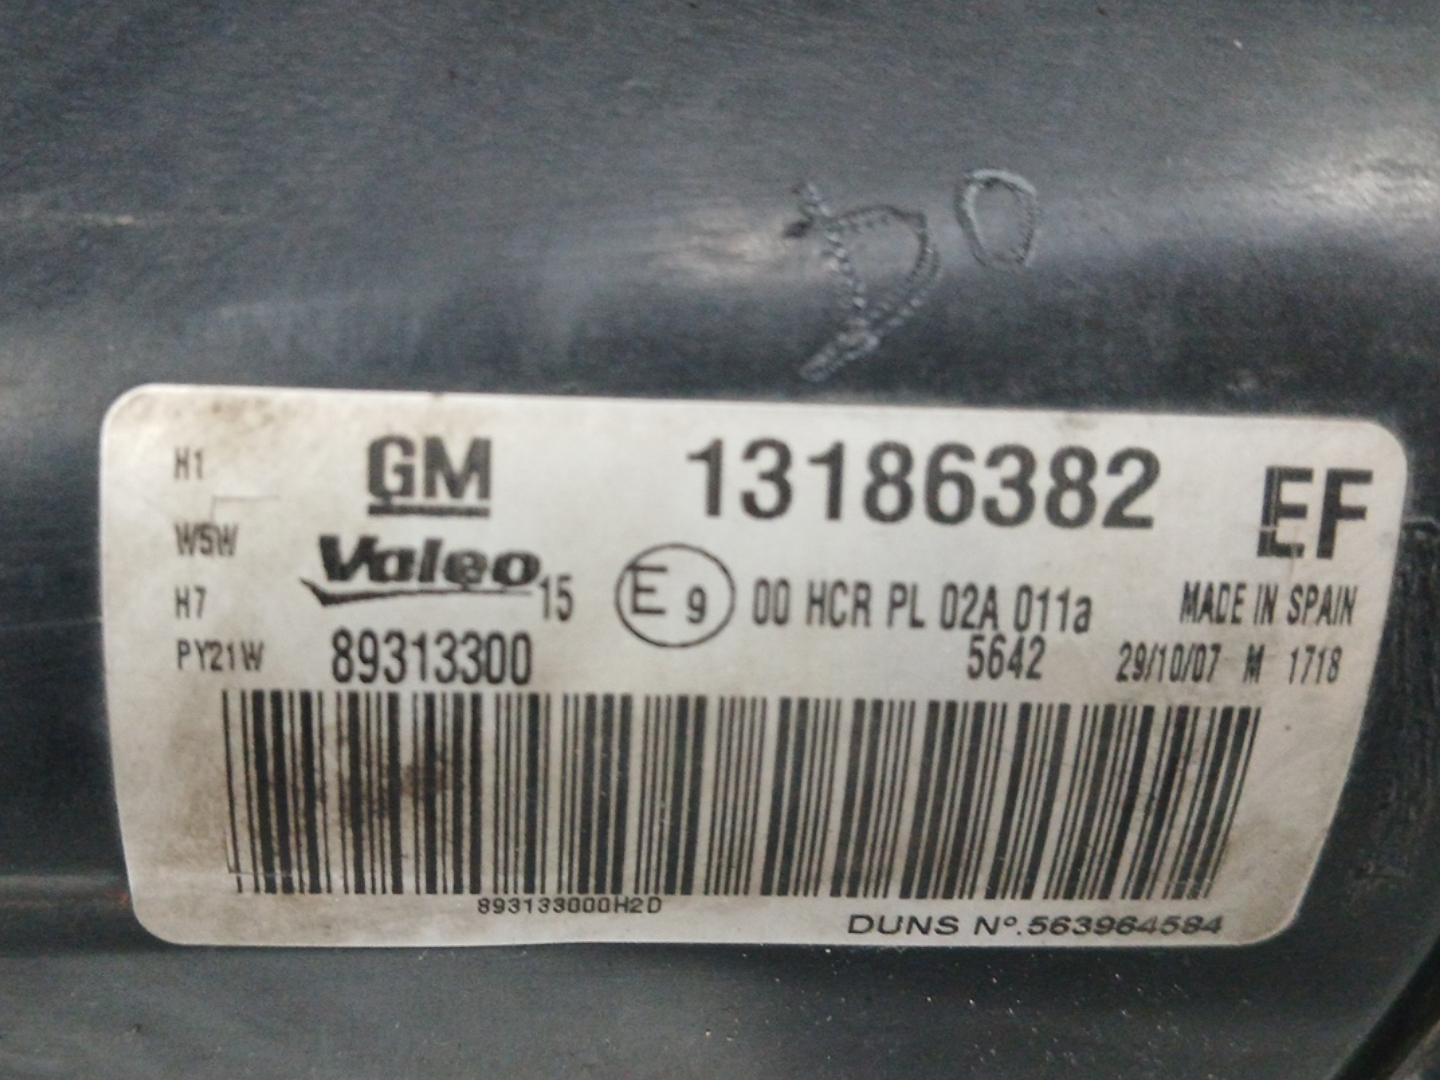 H1
GM
13186382
EF
W5W
Valeo
15
E 9
00 HCR PL 02A 011a
MADE IN SPAIN
H7
PY21W
89313300
5642
29/10/07 M 1718
893133000H2D
DUNS Nº.563964584